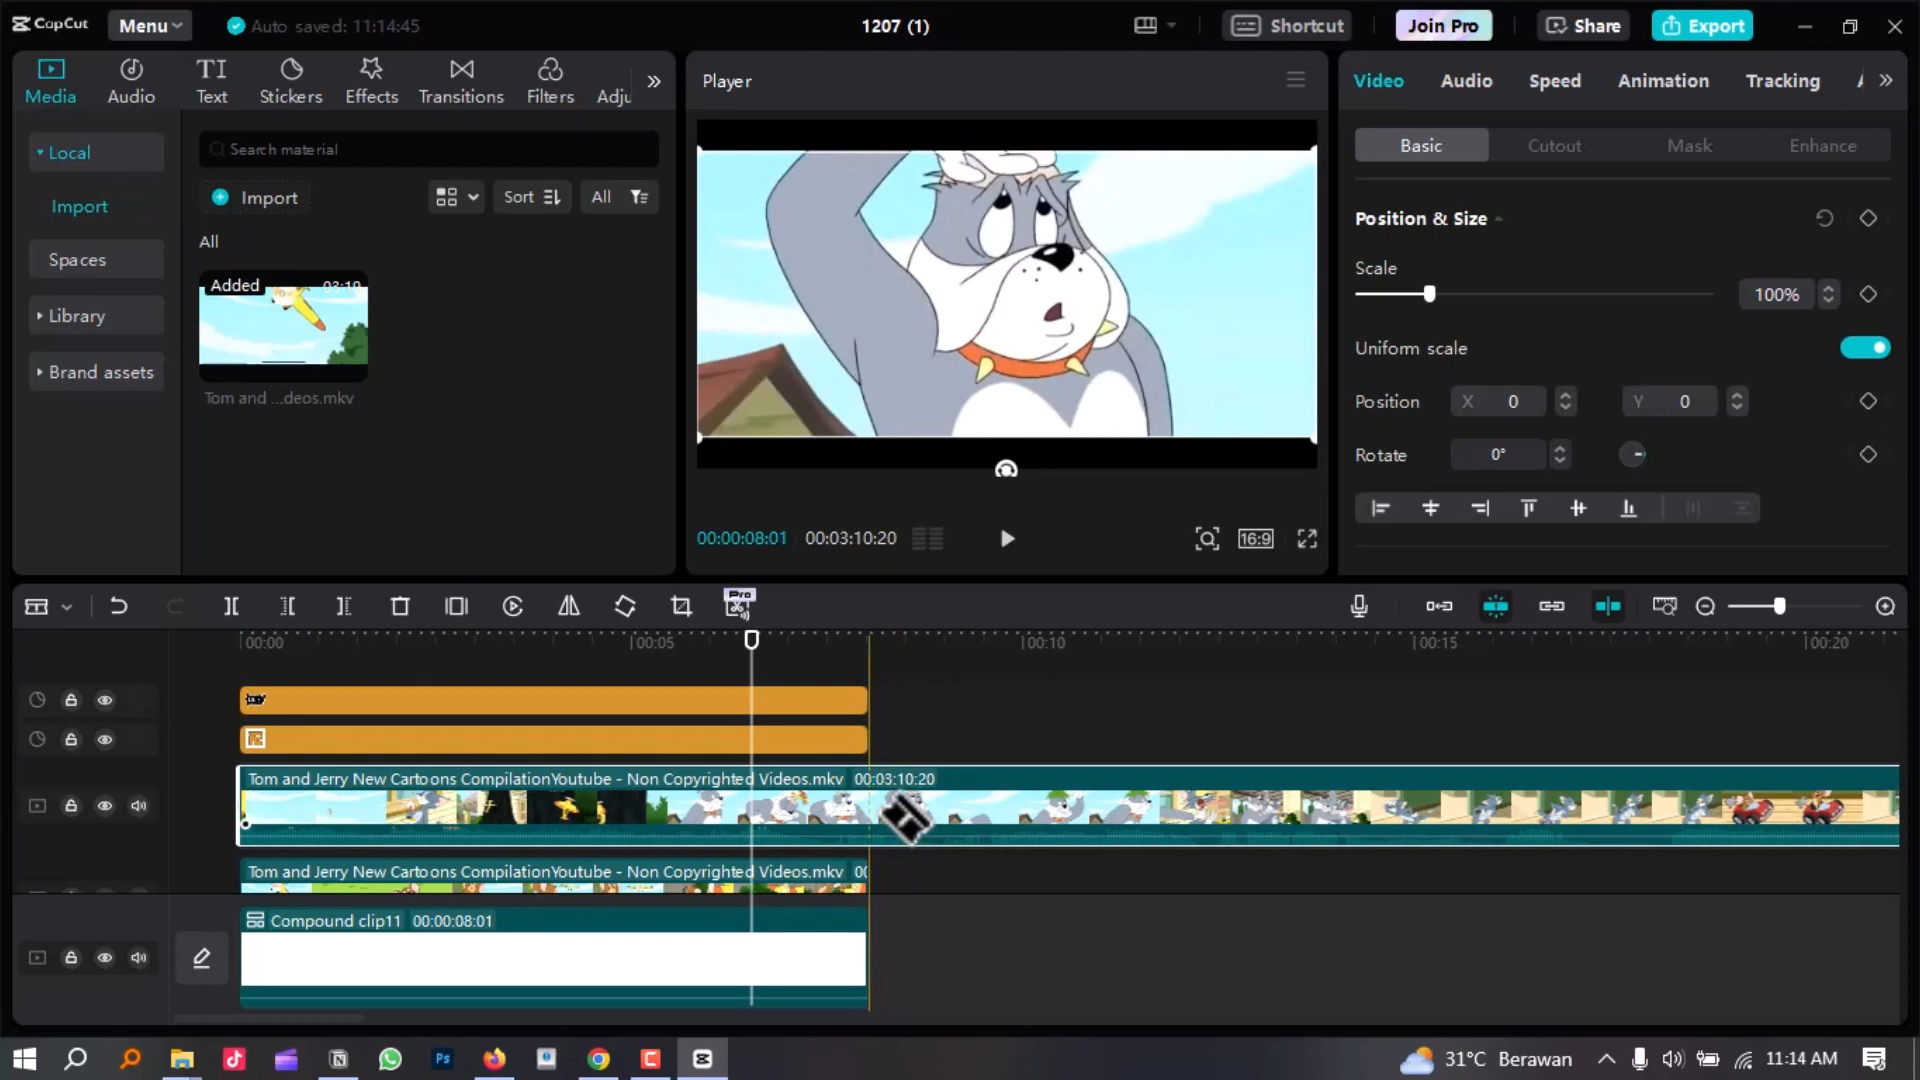 CapCut
Menu
Auto saved: 11:14:45
1207 (1)
Shortcut
Join Pro
Share
Export
Media
Audio
Text
Stickers
Effects
Transitions
Filters
Adju
Player
Video
Audio
Speed
Animation
Tracking
Local
Import
Spaces
Library
Brand assets
Search material
Import
Sort
All
All
Added
03:19
Tom and ...deos.mkv
00:00:08:01
00:03:10:20
16:9
Basic
Cutout
Mask
Enhance
Position & Size
Scale
100%
Uniform scale
Position
X 0
Y 0
Rotate
0°
Pro
00:00
00:05
00:10
00:15
00:20
Tom and Jerry New Cartoons CompilationYoutube - Non Copyrighted Videos.mkv 00:03:10:20
Tom and Jerry New Cartoons CompilationYoutube - Non Copyrighted Videos.mkv 00
Compound clip11 00:00:08:01
Ps
31°C Berawan
11:14 AM